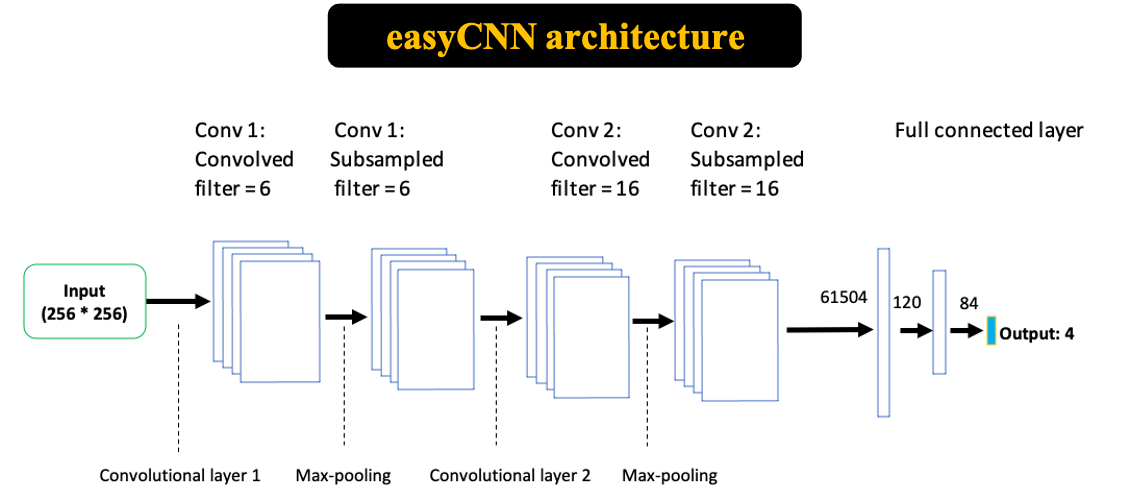 easyCNN architecture
Conv 1:
Convolved
filter = 6
Conv 1:
Subsampled
filter = 6
Conv 2:
Convolved
filter = 16
Conv 2:
Subsampled
filter = 16
Full connected layer
Input
(256 * 256)
61504
120
84
Output: 4
Convolutional layer 1
Max-pooling
Convolutional layer 2
Max-pooling